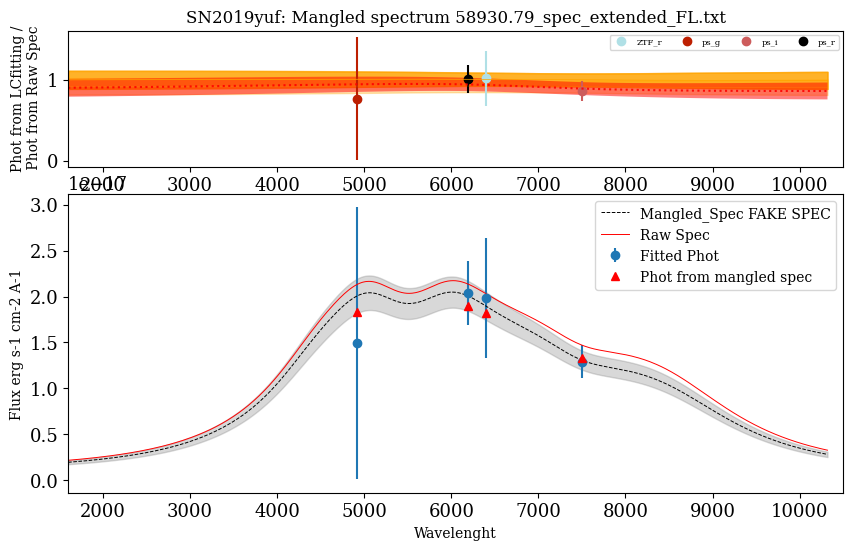 SN2019yuf: Mangled spectrum 58930.79_spec_extended_FL.txt
Phot from LCfitting /
Phot from Raw Spec
1
0
ZTF_r ps_g ps_i ps_r
2000 3000 4000 5000 6000 7000 8000 9000 10000
1e−17
Flux erg s-1 cm-2 A-1
3.0
2.5
2.0
1.5
1.0
0.5
0.0
Mangled_Spec FAKE SPEC
Raw Spec
Fitted Phot
Phot from mangled spec
2000 3000 4000 5000 6000 7000 8000 9000 10000
Wavelenght